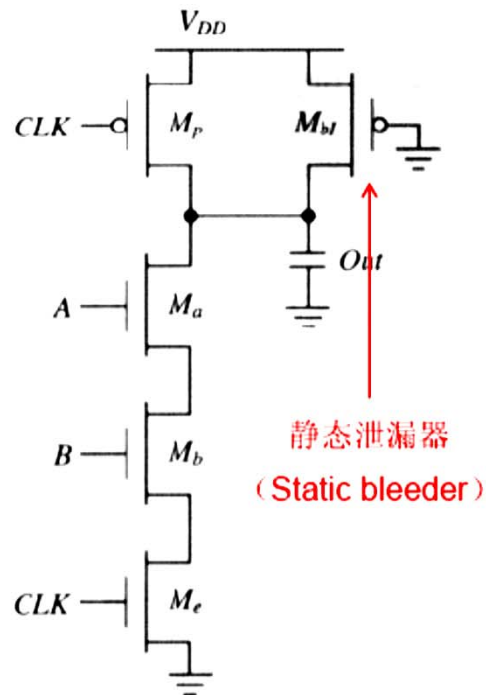 V_DD
CLK M_p M_bl
Out
A M_a
静态泄漏器
B M_b
（Static bleeder）
CLK M_e